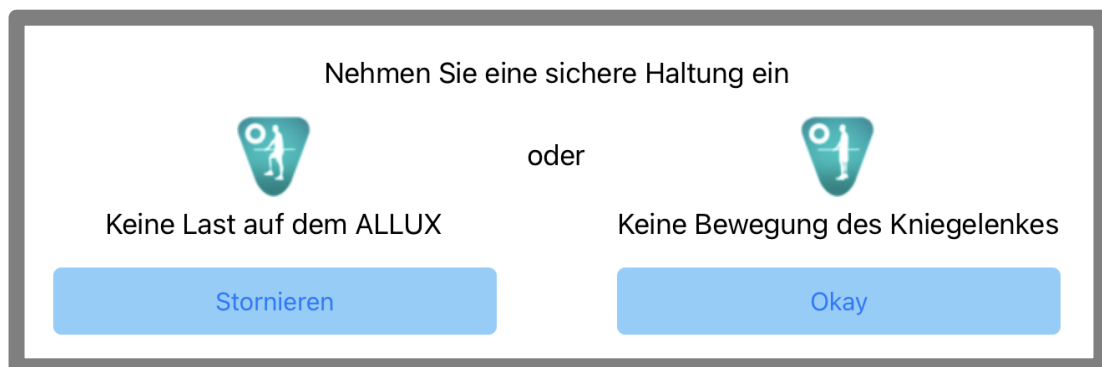 Nehmen Sie eine sichere Haltung ein
oder
Keine Last auf dem ALLUX
Keine Bewegung des Kniegelenkes
Stornieren
Okay